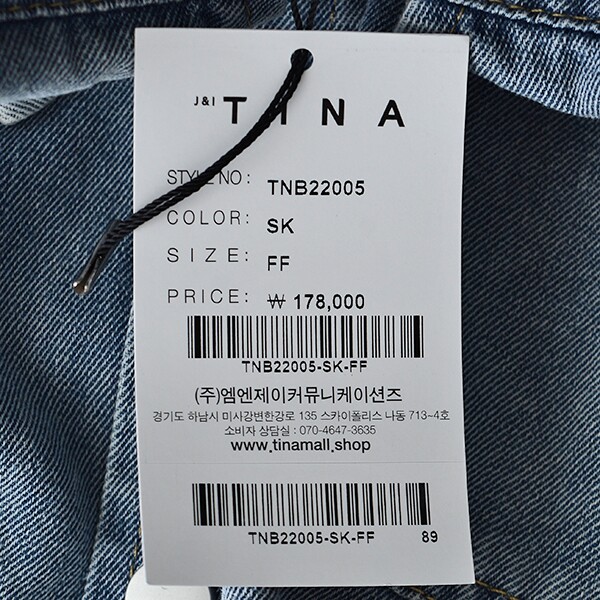 J&I TINA
STYLE NO: TNB22005
COLOR: SK
SIZE: FF
PRICE: ₩ 178,000
TNB22005-SK-FF
(주)엠엔제이커뮤니케이션즈
경기도 하남시 미사강변한강로 135 스카이폴리스 나동 713~4호
소비자 상담실 : 070-4647-3635
www.tinamall.shop
TNB22005-SK-FF 89